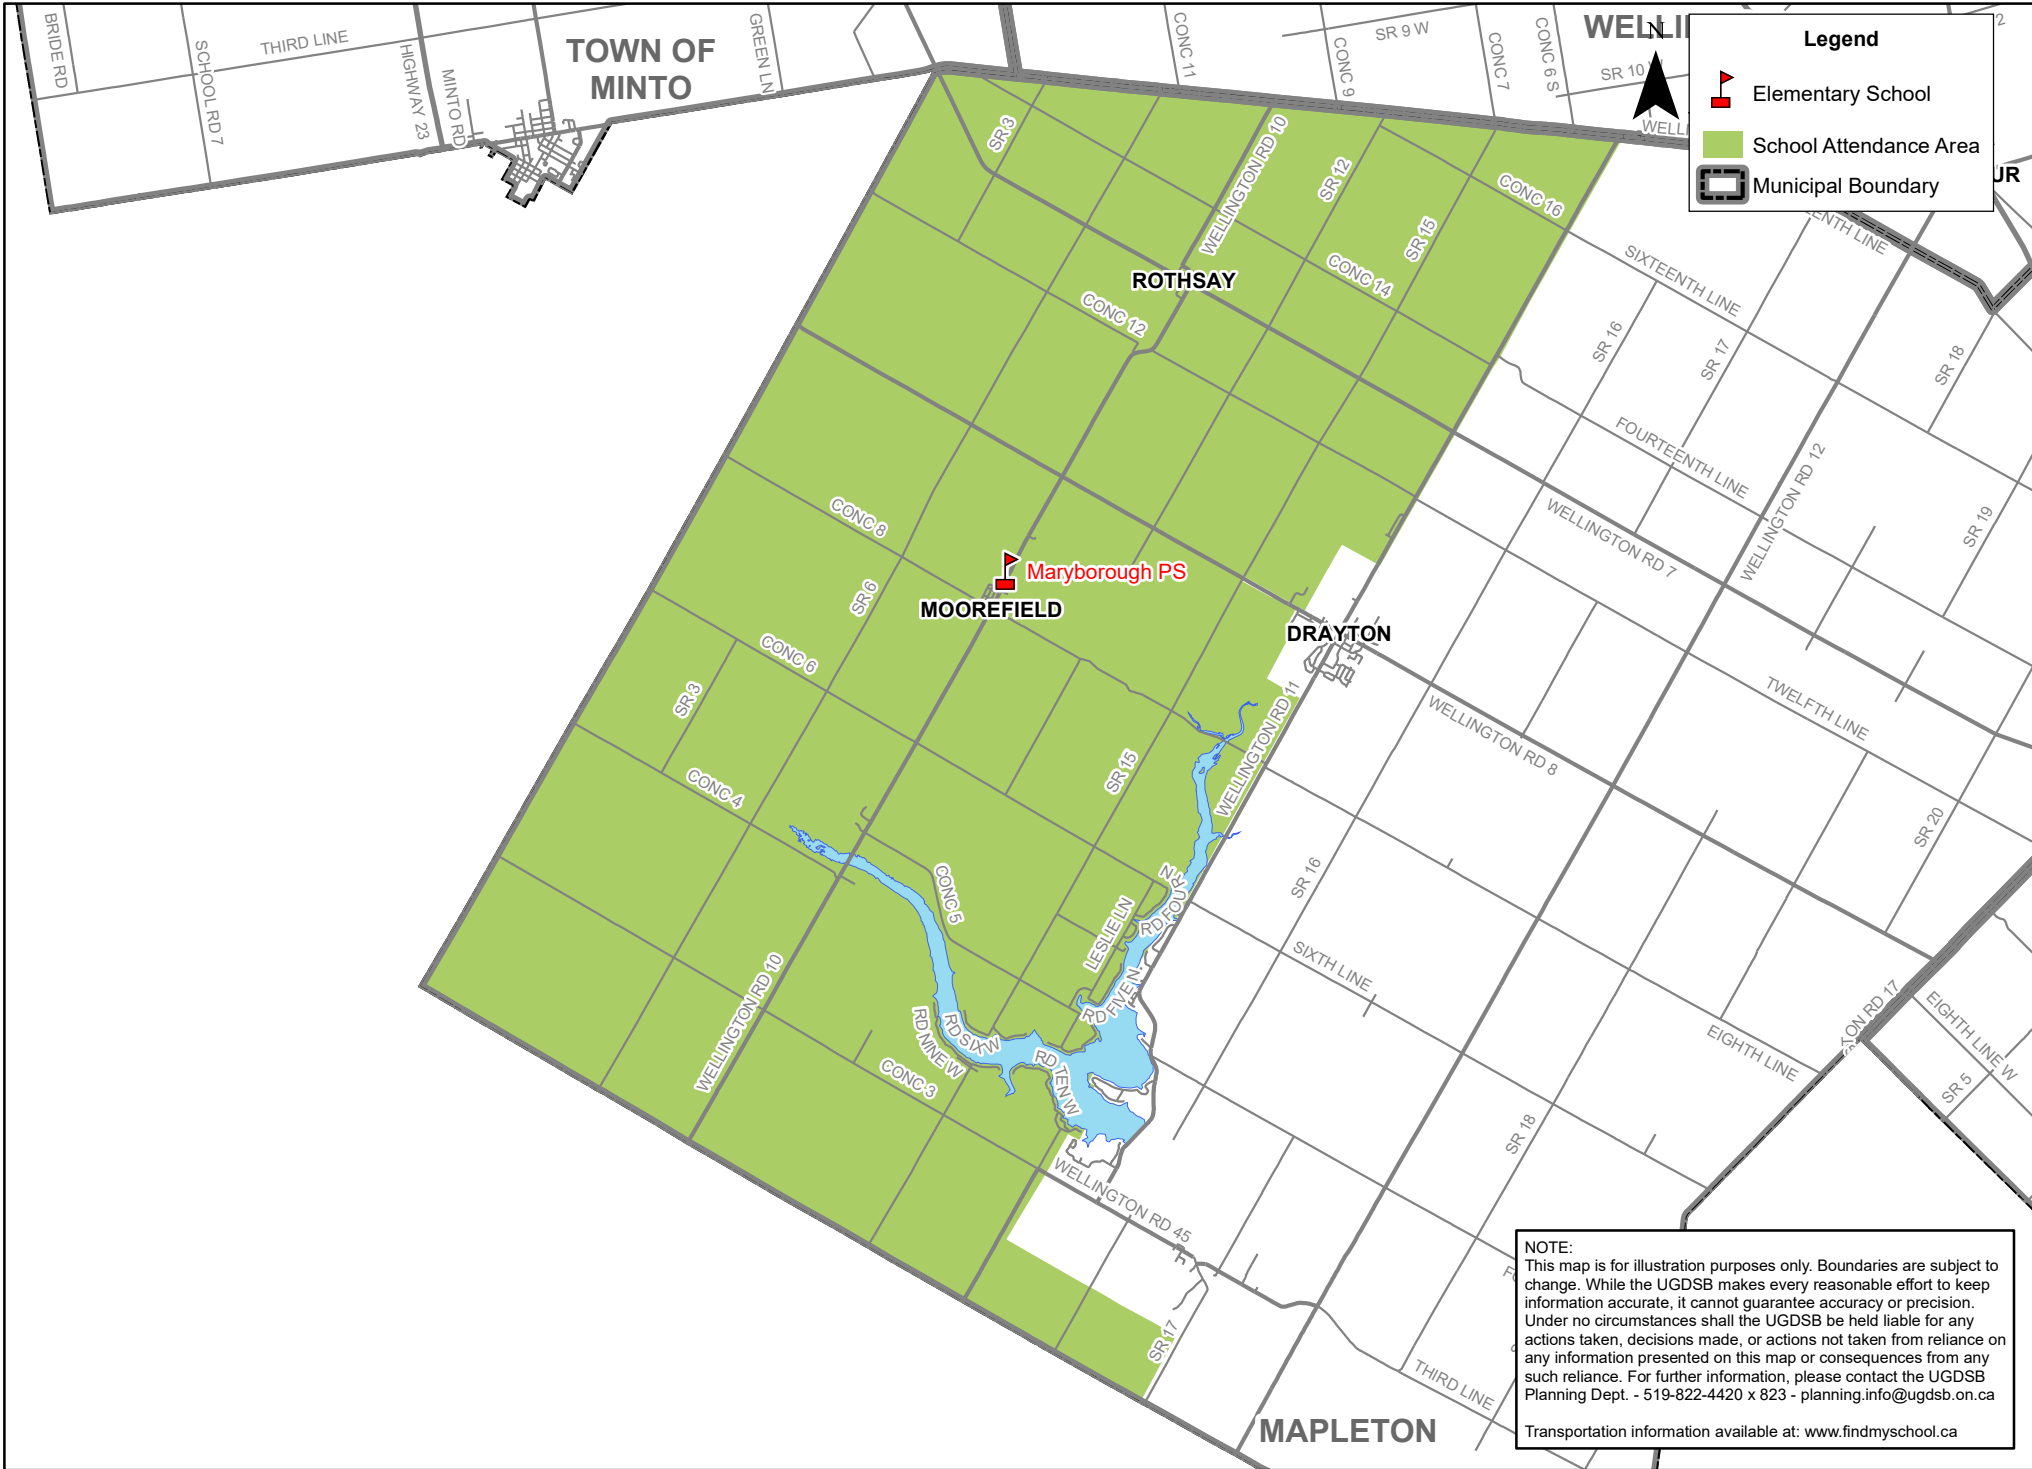 BRIDE RD
SCHOOL RD 7
THIRD LINE
HIGHWAY 23
MINTO RD
TOWN OF
MINTO
GREEN LN
CONC 11
SR 9 W
CONC 9
CONC 7
CONC 6 S
SR 10 W
N
Legend
Elementary School
School Attendance Area
Municipal Boundary
SR 3
WELLINGTON RD 10
SR 12
SR 15
CONC 16
ROTHSAY
CONC 14
CONC 12
SIXTEENTH LINE
SR 16
SR 17
SR 18
FOURTEENTH LINE
WELLINGTON RD 12
WELLINGTON RD 7
SR 19
CONC 8
SR 6
Maryborough PS
MOOREFIELD
DRAYTON
CONC 6
SR 3
CONC 4
WELLINGTON RD 11
SR 15
WELLINGTON RD 8
TWELFTH LINE
SR 20
SR 16
CONC 5
LESLIE LN
RD FOUR N
RD FIVE N
SIXTH LINE
WELLINGTON RD 10
RD SIX W
RD NINE W
RD TEN W
CONC 3
EIGHTH LINE
EIGHTH LINE W
SR 5
SR 18
WELLINGTON RD 45
SR 17
THIRD LINE
MAPLETON
NOTE:
This map is for illustration purposes only. Boundaries are subject to
change. While the UGDSB makes every reasonable effort to keep
information accurate, it cannot guarantee accuracy or precision.
Under no circumstances shall the UGDSB be held liable for any
actions taken, decisions made, or actions not taken from reliance on
any information presented on this map or consequences from any
such reliance. For further information, please contact the UGDSB
Planning Dept. - 519-822-4420 x 823 - planning.info@ugdsb.on.ca
Transportation information available at: www.findmyschool.ca